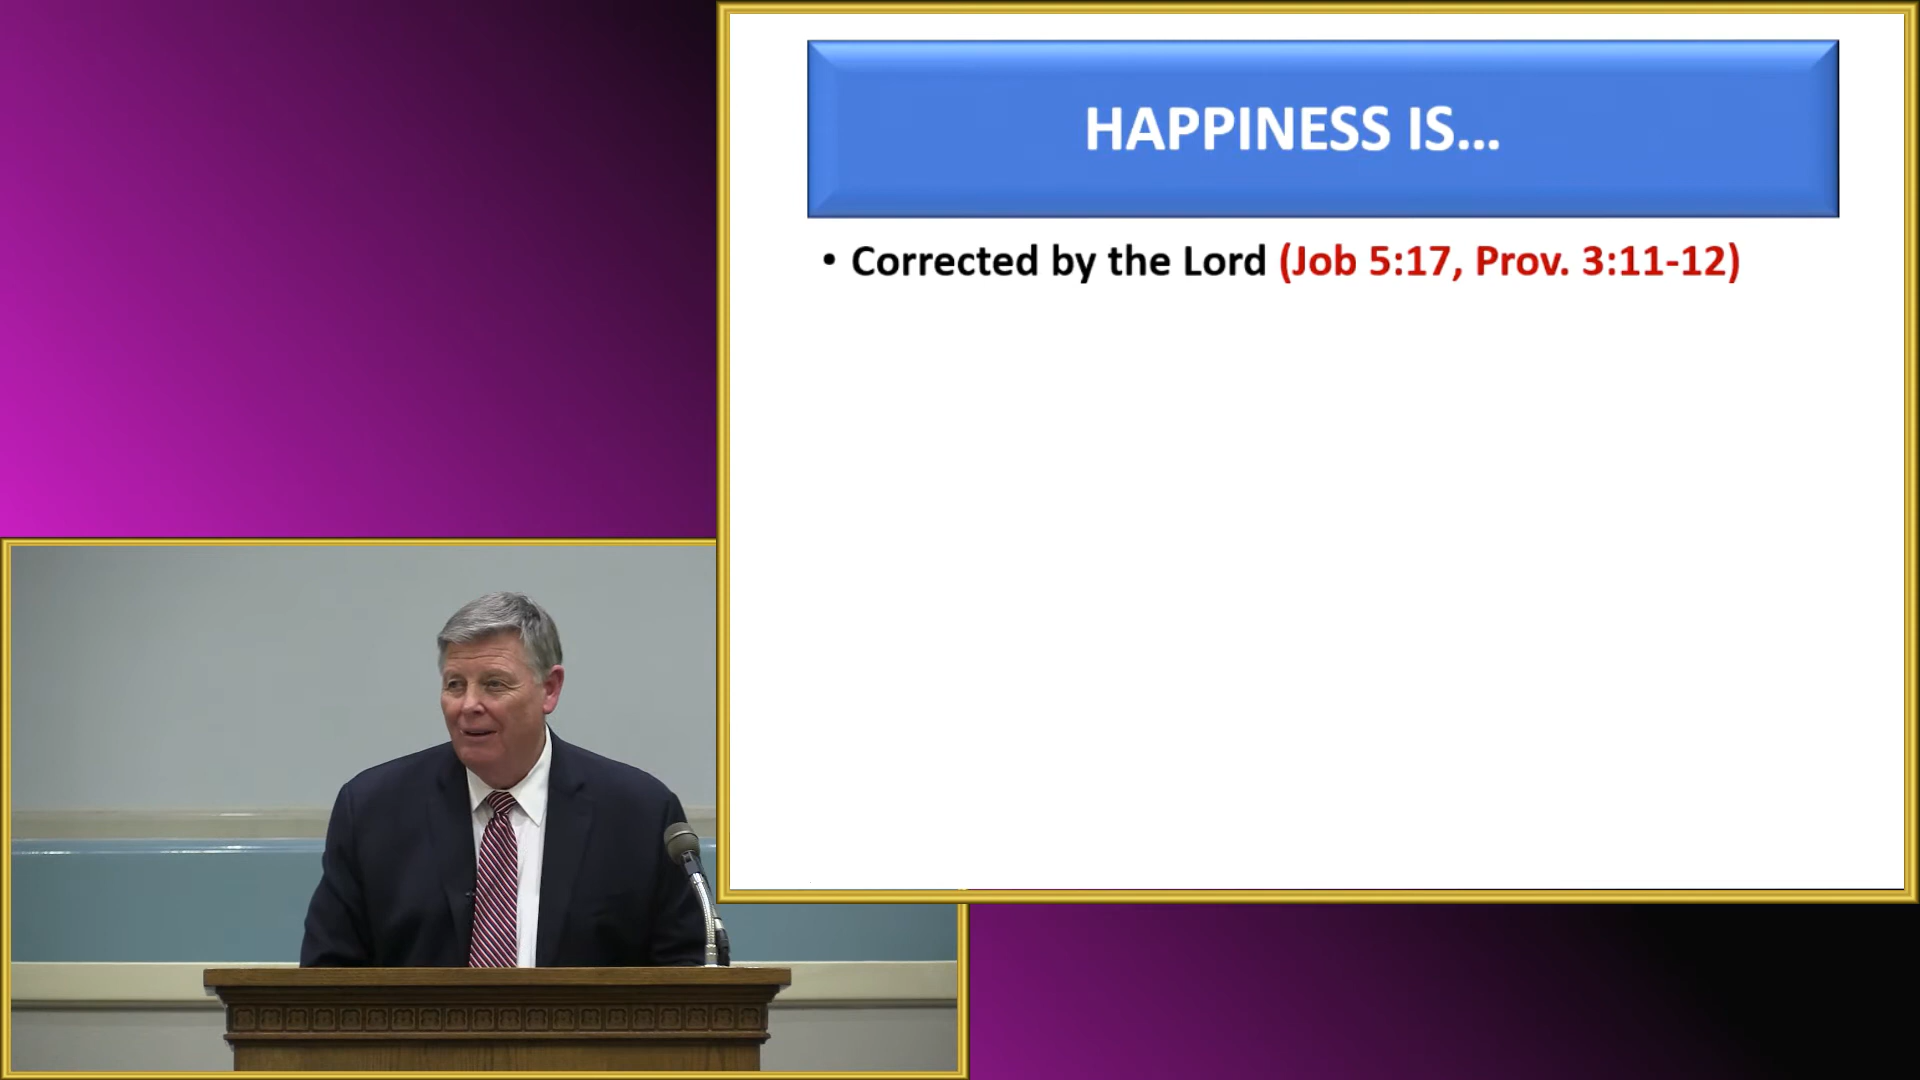 HAPPINESS IS...
• Corrected by the Lord (Job 5:17, Prov. 3:11-12)